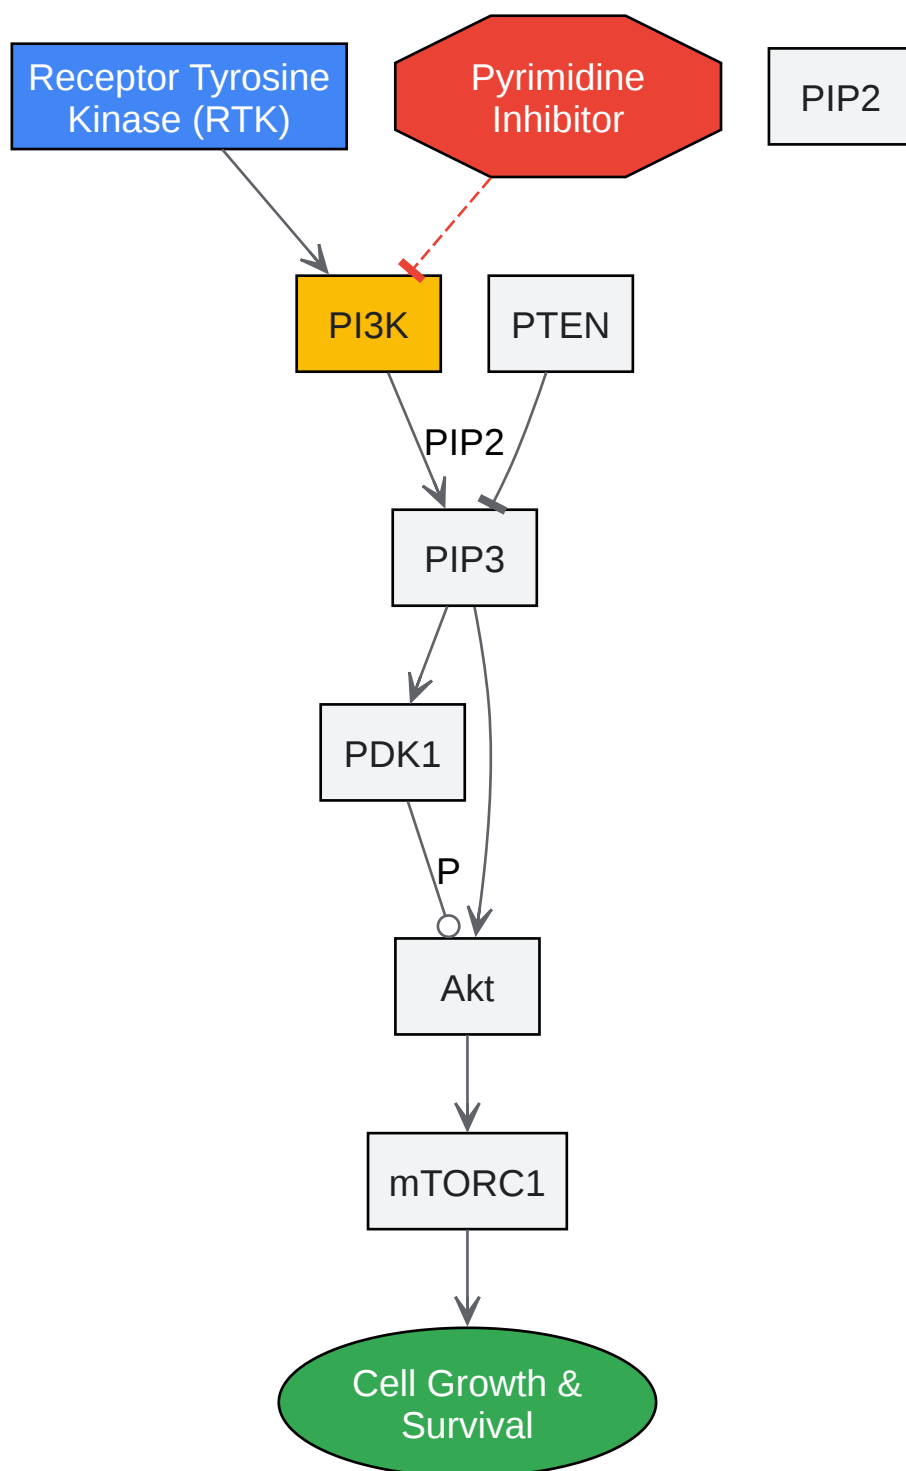 Receptor Tyrosine
Kinase (RTK)
Pyrimidine
Inhibitor
PIP2
PI3K
PTEN
PIP2
PIP3
PDK1
P
Akt
mTORC1
Cell Growth &
Survival